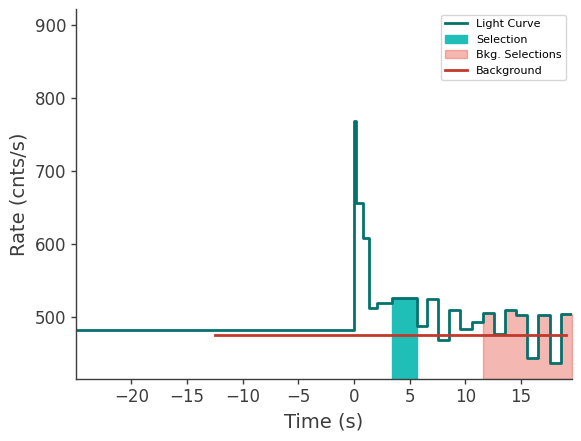 900
800
700
600
500
Rate (cnts/s)
Light Curve
Selection
Bkg. Selections
Background
−20 −15 −10 −5 0 5 10 15
Time (s)